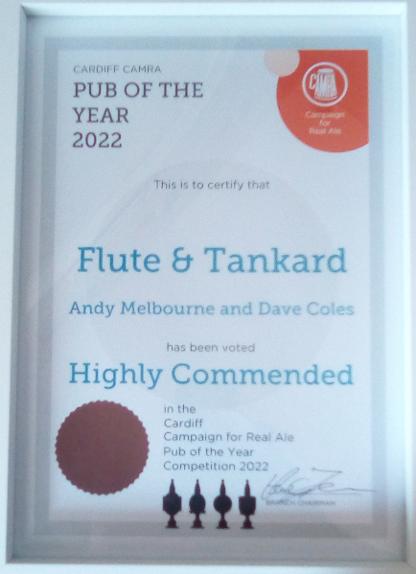 CARDIFF CAMRA
PUB OF THE
YEAR
2022
CAMRA
Campaign
for
Real Ale
This is to certify that
Flute & Tankard
Andy Melbourne and Dave Coles
has been voted
Highly Commended
in the
Cardiff
Campaign for Real Ale
Pub of the Year
Competition 2022
BRANCH CHAIRMAN